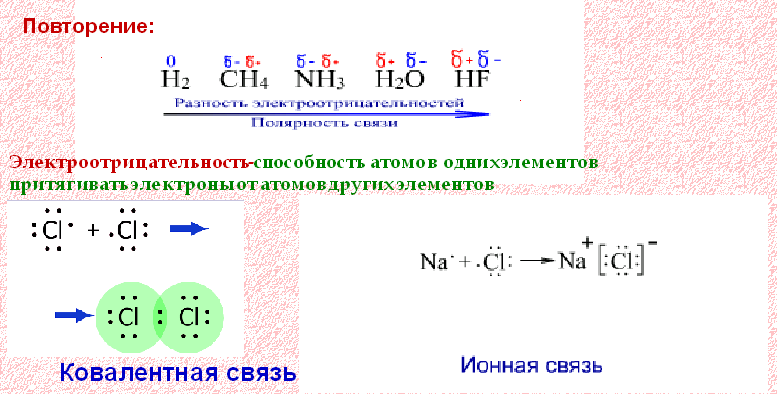 Повторение:
0 δ- δ+ δ- δ+ δ+ δ- δ+ δ-
H₂ CH₄ NH₃ H₂O HF
Разность электроотрицательностей
Полярность связи
Электроотрицательность-способность атомов одних элементов
притягивать электроны от атомов других элементов
:Cl· + .Cl:
:Cl : Cl:
Ковалентная связь
Na· + .Cl: → Na⁺ [:Cl:]⁻
Ионная связь